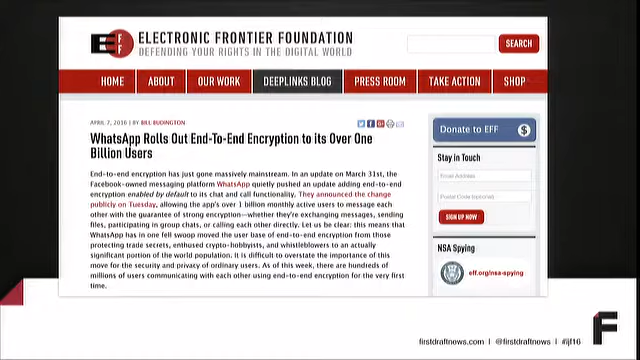 EFF
ELECTRONIC FRONTIER FOUNDATION
DEFENDING YOUR RIGHTS IN THE DIGITAL WORLD
SEARCH
HOME
ABOUT
OUR WORK
DEEPLINKS BLOG
PRESS ROOM
TAKE ACTION
SHOP
APRIL 7, 2016 | BY BILL BUDINGTON
WhatsApp Rolls Out End-To-End Encryption to its Over One
Billion Users
End-to-end encryption has just gone massively mainstream. In an update on March 31st, the
Facebook-owned messaging platform WhatsApp quietly pushed an update adding end-to-end
encryption enabled by default to its chat and call functionality. They announced the change
publicly on Tuesday, allowing the app's over 1 billion monthly active users to message each
other with the guarantee of strong encryption—whether they're exchanging messages, sending
files, participating in group chats, or calling each other directly. Let us be clear: this means that
WhatsApp has in one fell swoop moved the user base of end-to-end encryption from those
protecting trade secrets, enthused crypto-hobbyists, and whistleblowers to an actually
significant portion of the world population. It is difficult to overstate the importance of this
move for the security and privacy of ordinary users. As of this week, there are hundreds of
millions of users communicating with each other using end-to-end encryption for the very first
time.
Donate to EFF $
Stay in Touch
Email Address
Postal Code (optional)
SIGN UP NOW
NSA Spying
eff.org/nsa-spying
firstdraftnews.com | @firstdraftnews | #ijf16
F